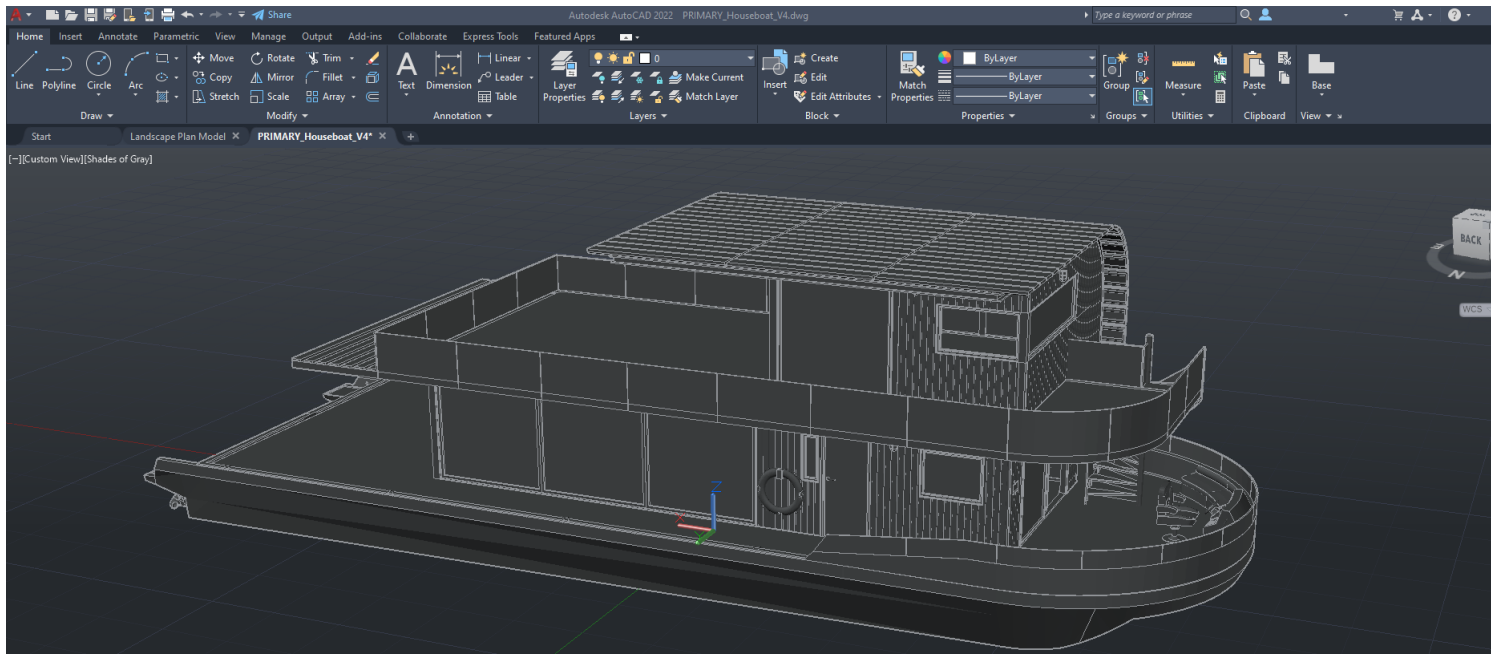 Share Autodesk AutoCAD 2022 PRIMARY_Houseboat_V4.dwg Type a keyword or phrase
Home Insert Annotate Parametric View Manage Output Add-ins Collaborate Express Tools Featured Apps
Move Rotate Trim Linear 0 Create ByLayer
Copy Mirror Fillet Leader Make Current Edit ByLayer
Stretch Scale Array Table Match Layer Edit Attributes ByLayer
Line Polyline Circle Arc Text Dimension Layer Properties Insert Match Properties Group Measure Paste Base
Draw Modify Annotation Layers Block Properties Groups Utilities Clipboard View
Start Landscape Plan Model PRIMARY_Houseboat_V4*
[−][Custom View][Shades of Gray]
BACK
N
WCS
Z
X